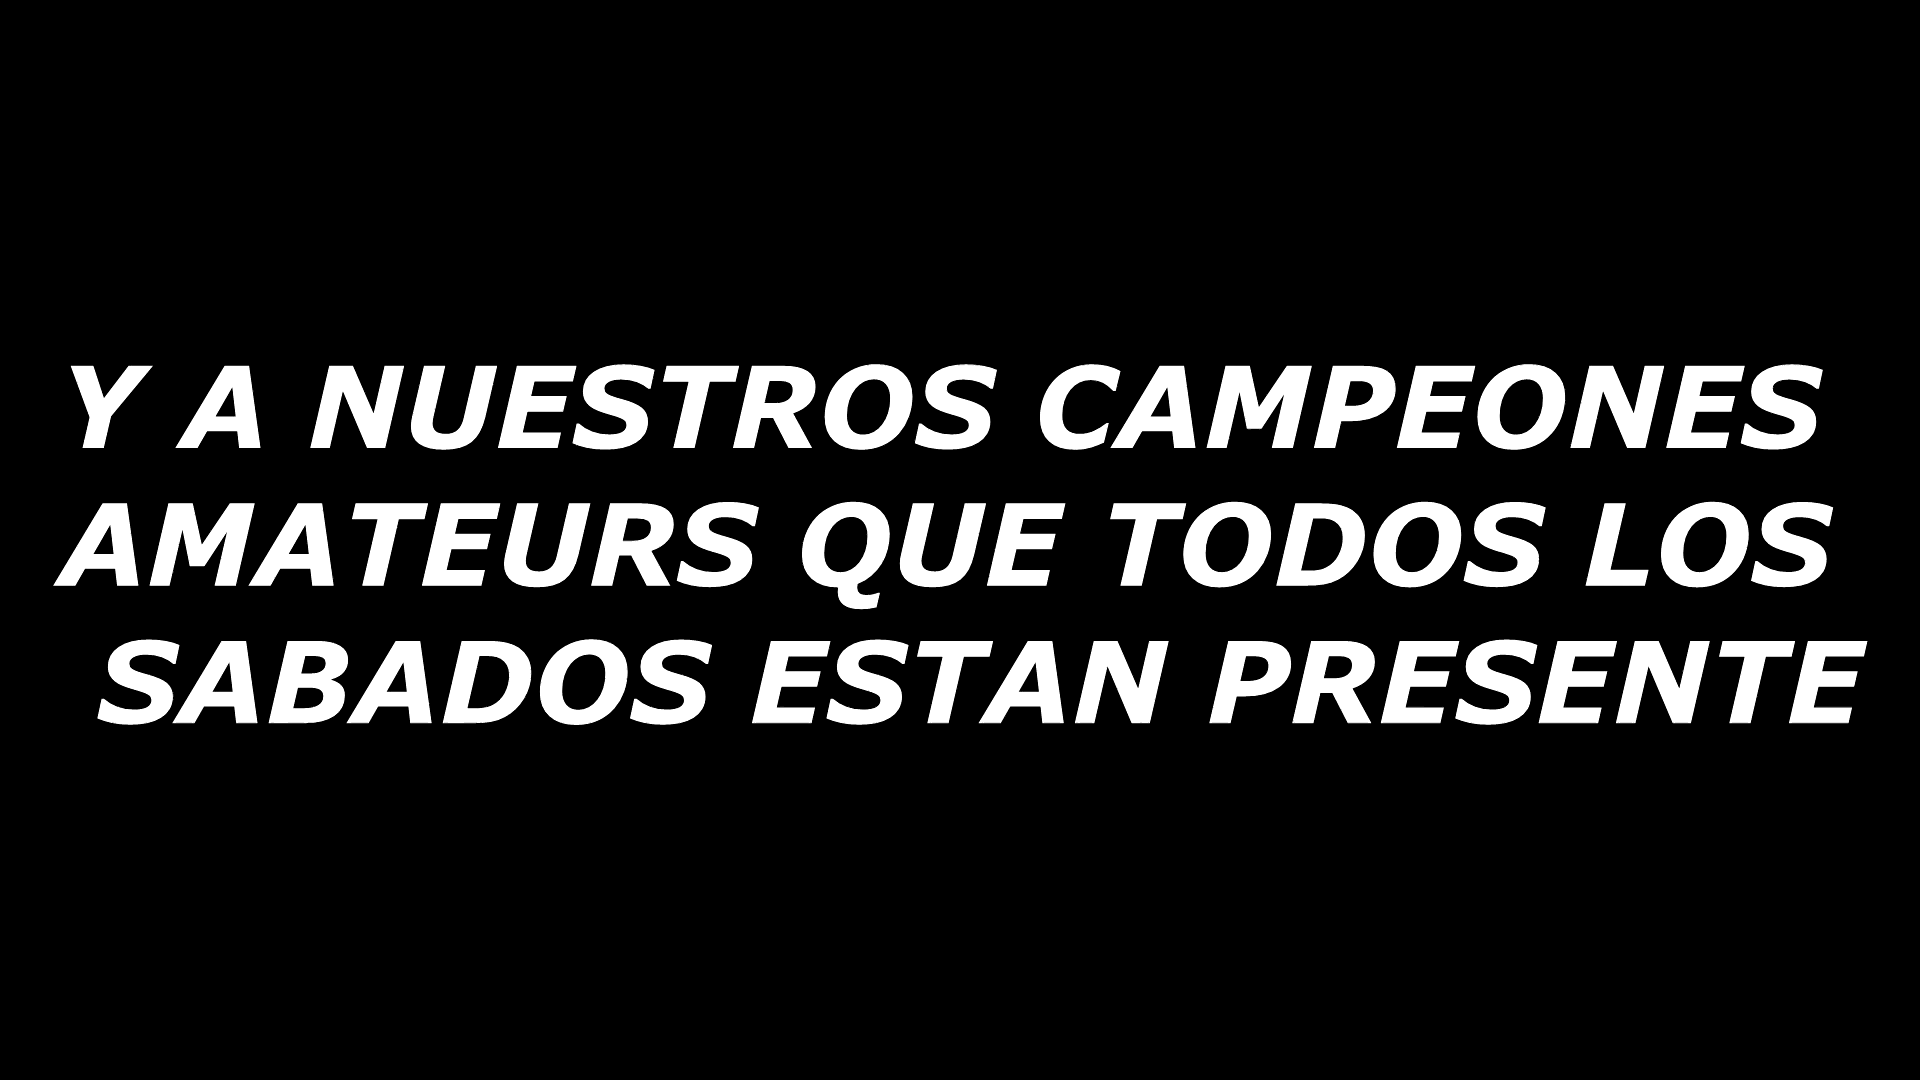 Y A NUESTROS CAMPEONES
AMATEURS QUE TODOS LOS
SABADOS ESTAN PRESENTE